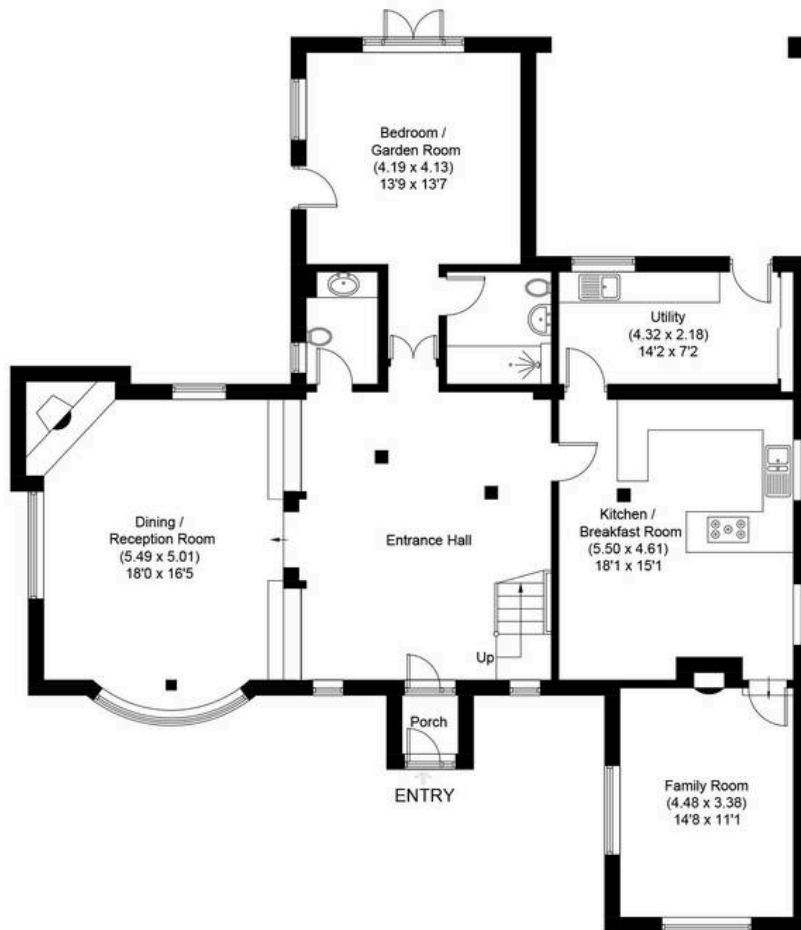 Bedroom /
Garden Room
(4.19 x 4.13)
13'9 x 13'7
Utility
(4.32 x 2.18)
14'2 x 7'2
Dining /
Reception Room
(5.49 x 5.01)
18'0 x 16'5
Entrance Hall
Kitchen /
Breakfast Room
(5.50 x 4.61)
18'1 x 15'1
Up
Porch
ENTRY
Family Room
(4.48 x 3.38)
14'8 x 11'1